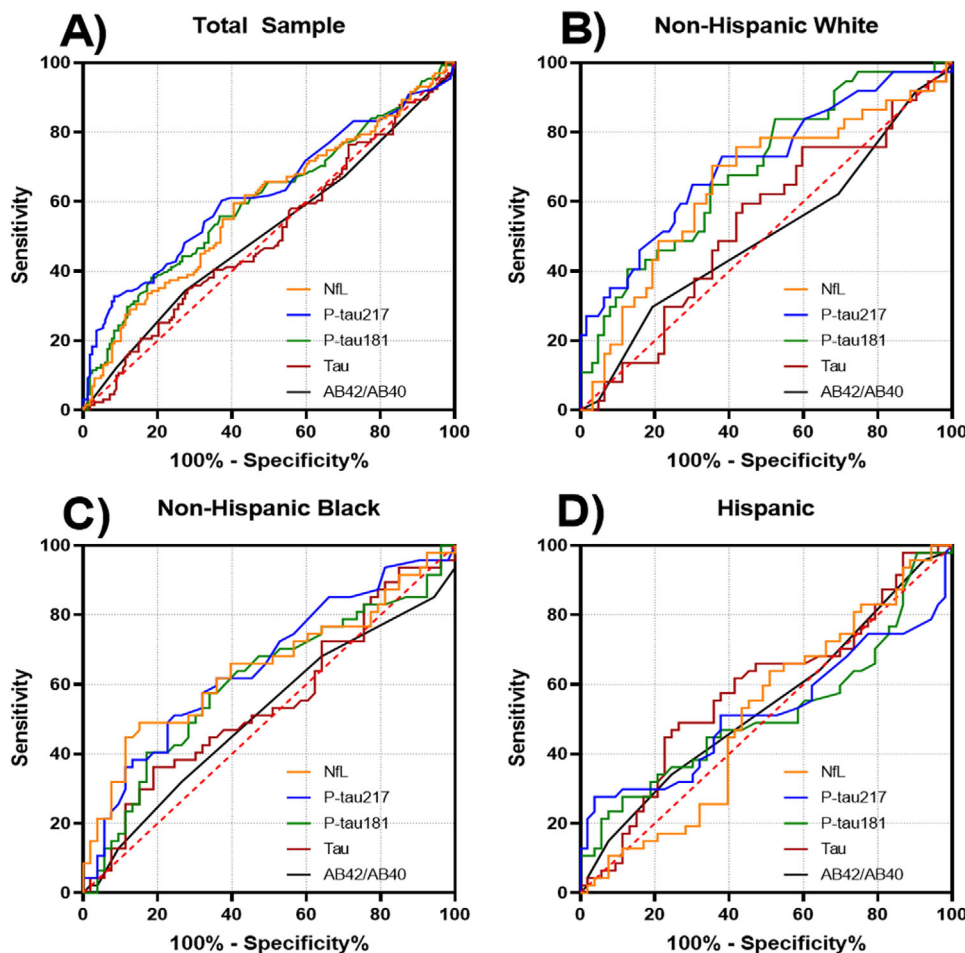 A) Total Sample
100
80
60
40
20
0
Sensitivity
NfL
P-tau217
P-tau181
Tau
AB42/AB40
0 20 40 60 80 100
100% - Specificity%
B) Non-Hispanic White
100
80
60
40
20
0
Sensitivity
NfL
P-tau217
P-tau181
Tau
AB42/AB40
0 20 40 60 80 100
100% - Specificity%
C) Non-Hispanic Black
100
80
60
40
20
0
Sensitivity
NfL
P-tau217
P-tau181
Tau
AB42/AB40
0 20 40 60 80 100
100% - Specificity%
D) Hispanic
100
80
60
40
20
0
Sensitivity
NfL
P-tau217
P-tau181
Tau
AB42/AB40
0 20 40 60 80 100
100% - Specificity%